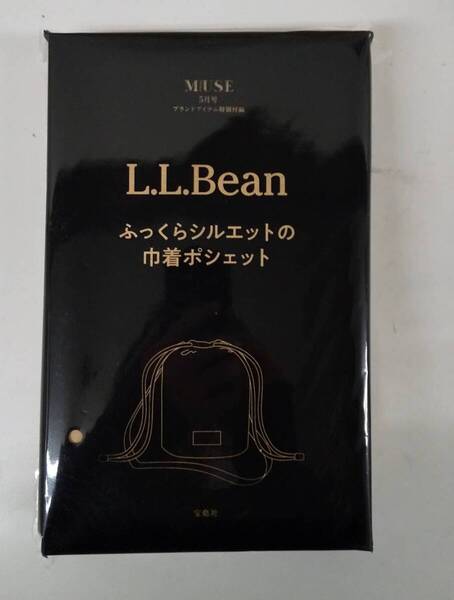 MUSE
5月号
ブランドアイテム特別付録
L.L.Bean
ふっくらシルエットの
巾着ポシェット
宝島社